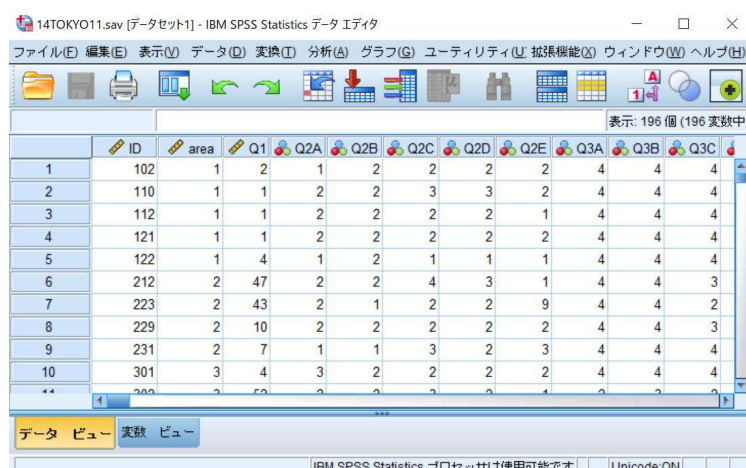 14TOKYO11.sav [データセット1] - IBM SPSS Statistics データ エディタ
ファイル(F) 編集(E) 表示(V) データ(D) 変換(T) 分析(A) グラフ(G) ユーティリティ(U) 拡張機能(X) ウィンドウ(W) ヘルプ(H)
表示: 196 個 (196 変数中
ID area Q1 Q2A Q2B Q2C Q2D Q2E Q3A Q3B Q3C
1 102 1 2 1 2 2 2 2 4 4 4
2 110 1 1 2 2 3 3 2 4 4 4
3 112 1 1 2 2 2 2 1 4 4 4
4 121 1 1 2 2 2 2 2 4 4 4
5 122 1 4 1 2 1 1 1 4 4 4
6 212 2 47 2 2 4 3 1 4 4 3
7 223 2 43 2 1 2 2 9 4 4 2
8 229 2 10 2 2 2 2 2 4 4 3
9 231 2 7 1 1 3 2 3 4 4 4
10 301 3 4 3 2 2 2 2 4 4 4
データ ビュー 変数 ビュー
IBM SPSS Statistics プロセッサは使用可能です Unicode:ON